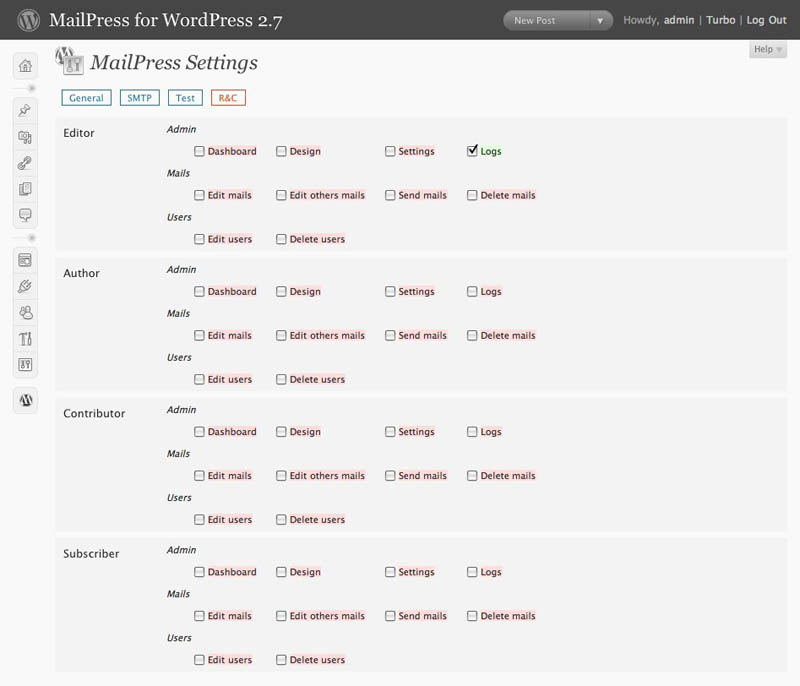 MailPress for WordPress 2.7
New Post
Howdy, admin | Turbo | Log Out
Help
MailPress Settings
General SMTP Test R&C
Editor
Admin
Dashboard Design Settings Logs
Mails
Edit mails Edit others mails Send mails Delete mails
Users
Edit users Delete users
Author
Admin
Dashboard Design Settings Logs
Mails
Edit mails Edit others mails Send mails Delete mails
Users
Edit users Delete users
Contributor
Admin
Dashboard Design Settings Logs
Mails
Edit mails Edit others mails Send mails Delete mails
Users
Edit users Delete users
Subscriber
Admin
Dashboard Design Settings Logs
Mails
Edit mails Edit others mails Send mails Delete mails
Users
Edit users Delete users